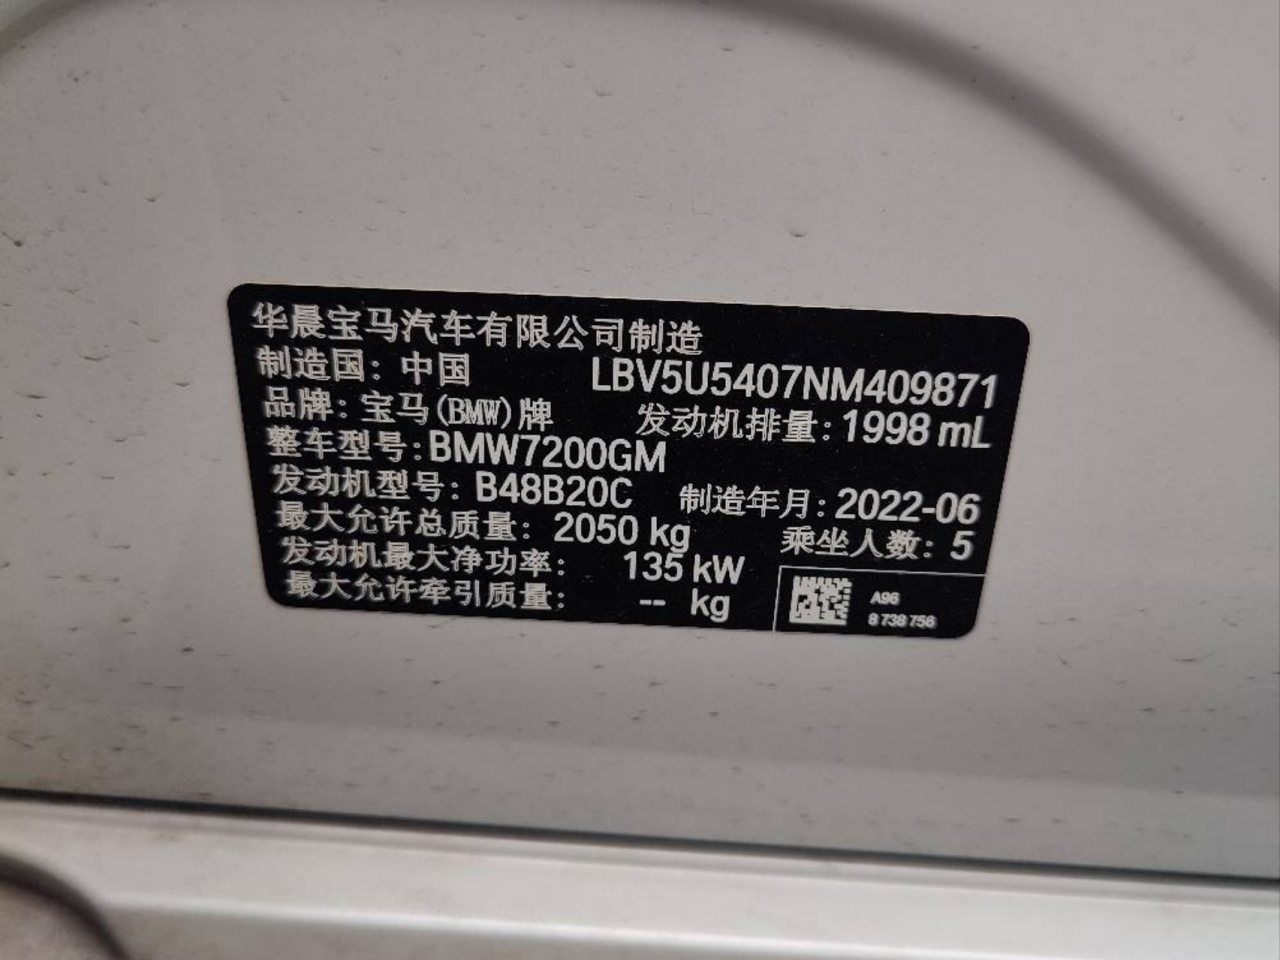 华晨宝马汽车有限公司制造
制造国：中国 LBV5U5407NM409871
品牌：宝马(BMW)牌 发动机排量：1998 mL
整车型号：BMW7200GM
发动机型号：B48B20C 制造年月：2022-06
最大允许总质量：2050 kg 乘坐人数：5
发动机最大净功率：135 kW
最大允许牵引质量：-- kg
A96
8 738 756